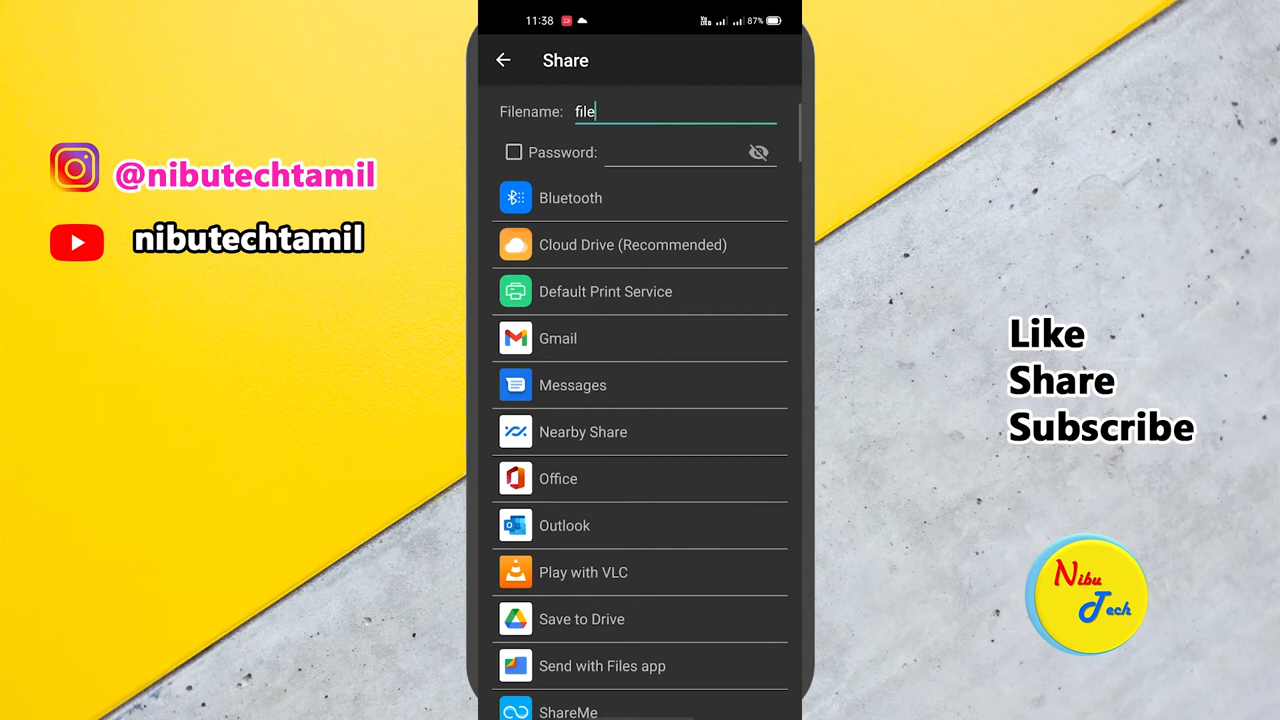 11:38
87%
Share
Filename: file
Password:
Bluetooth
Cloud Drive (Recommended)
Default Print Service
Gmail
Messages
Nearby Share
Office
Outlook
Play with VLC
Save to Drive
Send with Files app
ShareMe
@nibutechtamil
nibutechtamil
Like
Share
Subscribe
Nibu
Tech